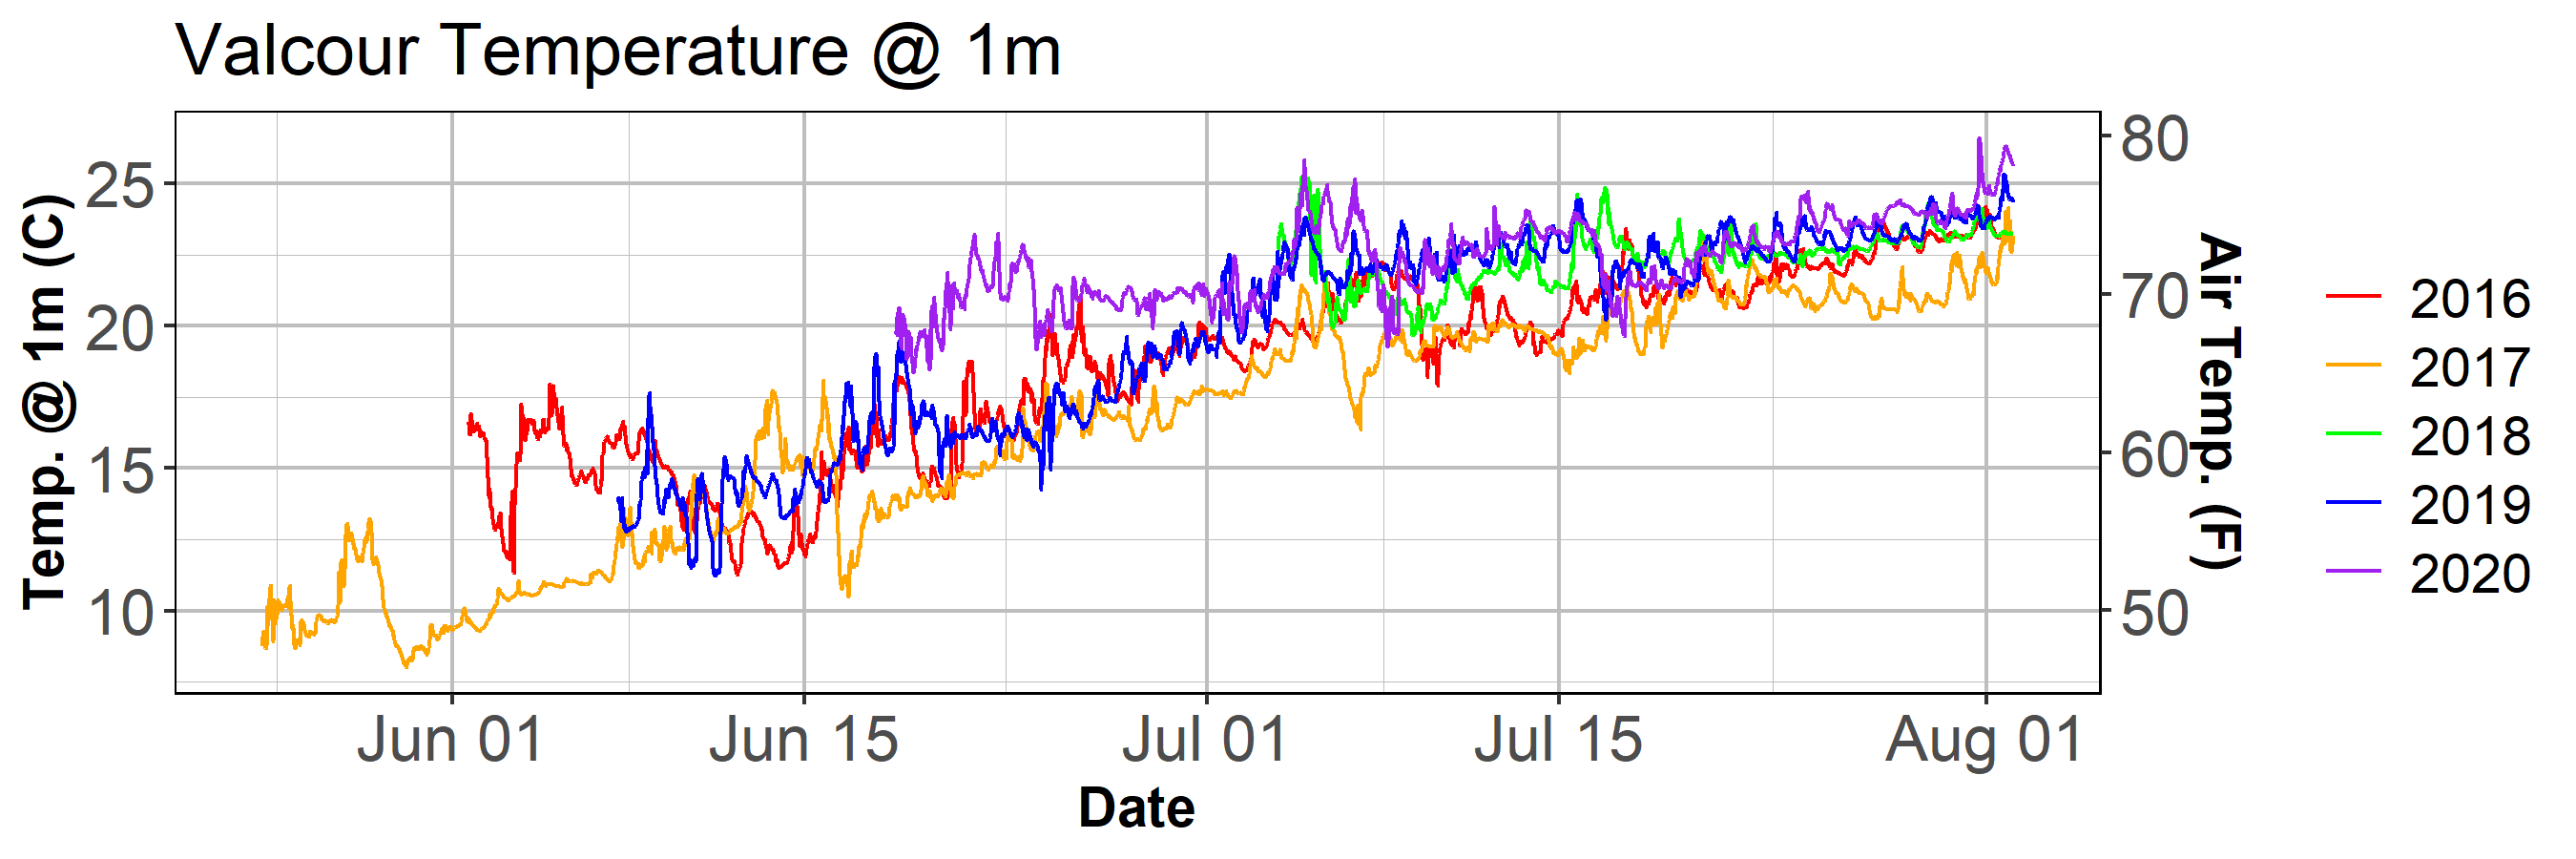 Valcour Temperature @ 1m
Temp. @ 1m (C)
25
20
15
10
80
70
60
50
Air Temp. (F)
Jun 01
Jun 15
Jul 01
Jul 15
Aug 01
Date
2016
2017
2018
2019
2020